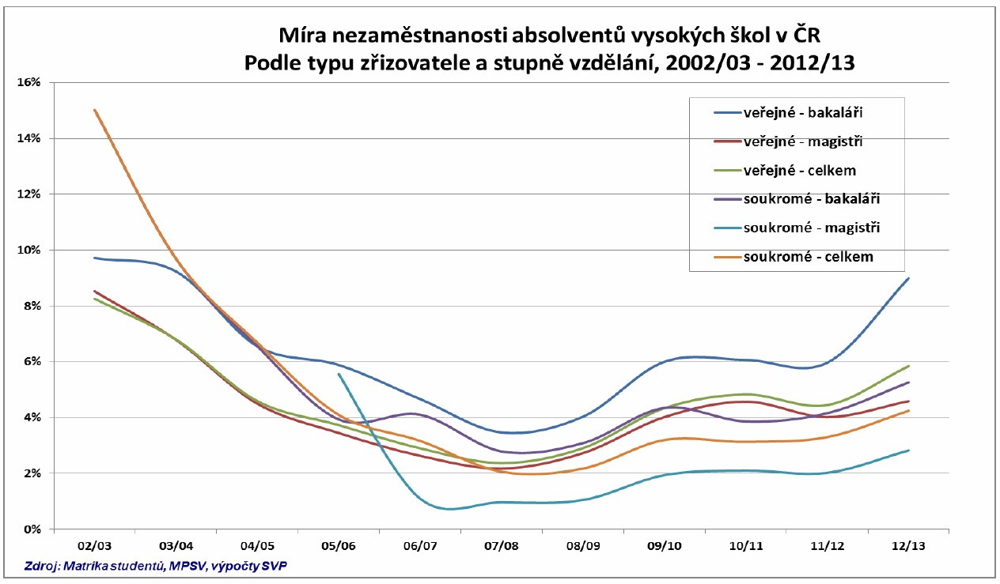 Míra nezaměstnanosti absolventů vysokých škol v ČR
Podle typu zřizovatele a stupně vzdělání, 2002/03 - 2012/13
16%
14%
12%
10%
8%
6%
4%
2%
0%
veřejné - bakaláři
veřejné - magistři
veřejné - celkem
soukromé - bakaláři
soukromé - magistři
soukromé - celkem
02/03 03/04 04/05 05/06 06/07 07/08 08/09 09/10 10/11 11/12 12/13
Zdroj: Matrika studentů, MPSV, výpočty SVP